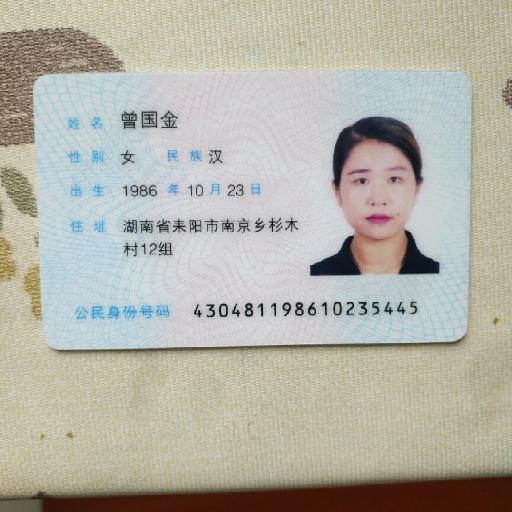 姓名 曾国金
性别 女 民族 汉
出生 1986 年 10 月 23 日
住址 湖南省耒阳市南京乡杉木
村12组
公民身份号码 430481198610235445